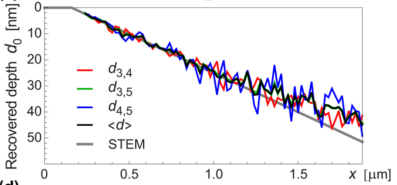 0
10
20
30
40
50
Recovered depth d₀ [nm]
d₃,₄
d₃,₅
d₄,₅
<d>
STEM
0 0.5 1.0 1.5 x [μm]